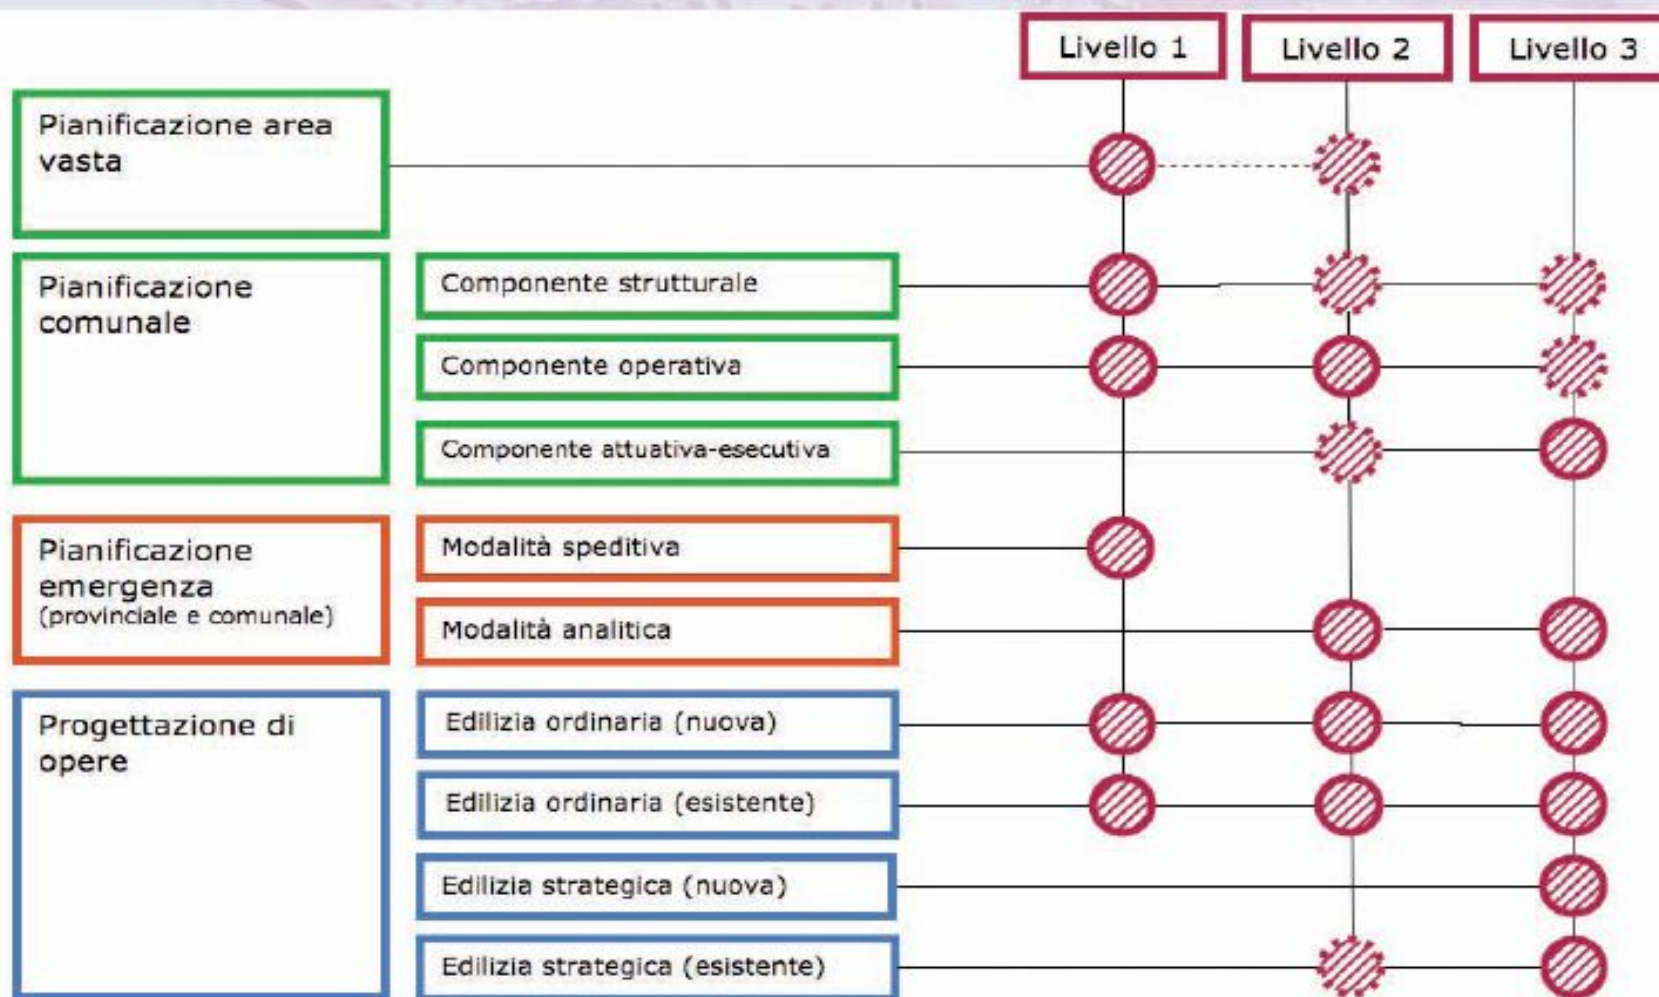 Livello 1
Livello 2
Livello 3
Pianificazione area
vasta
Pianificazione
comunale
Componente strutturale
Componente operativa
Componente attuativa-esecutiva
Pianificazione
emergenza
(provinciale e comunale)
Modalità speditiva
Modalità analitica
Progettazione di
opere
Edilizia ordinaria (nuova)
Edilizia ordinaria (esistente)
Edilizia strategica (nuova)
Edilizia strategica (esistente)